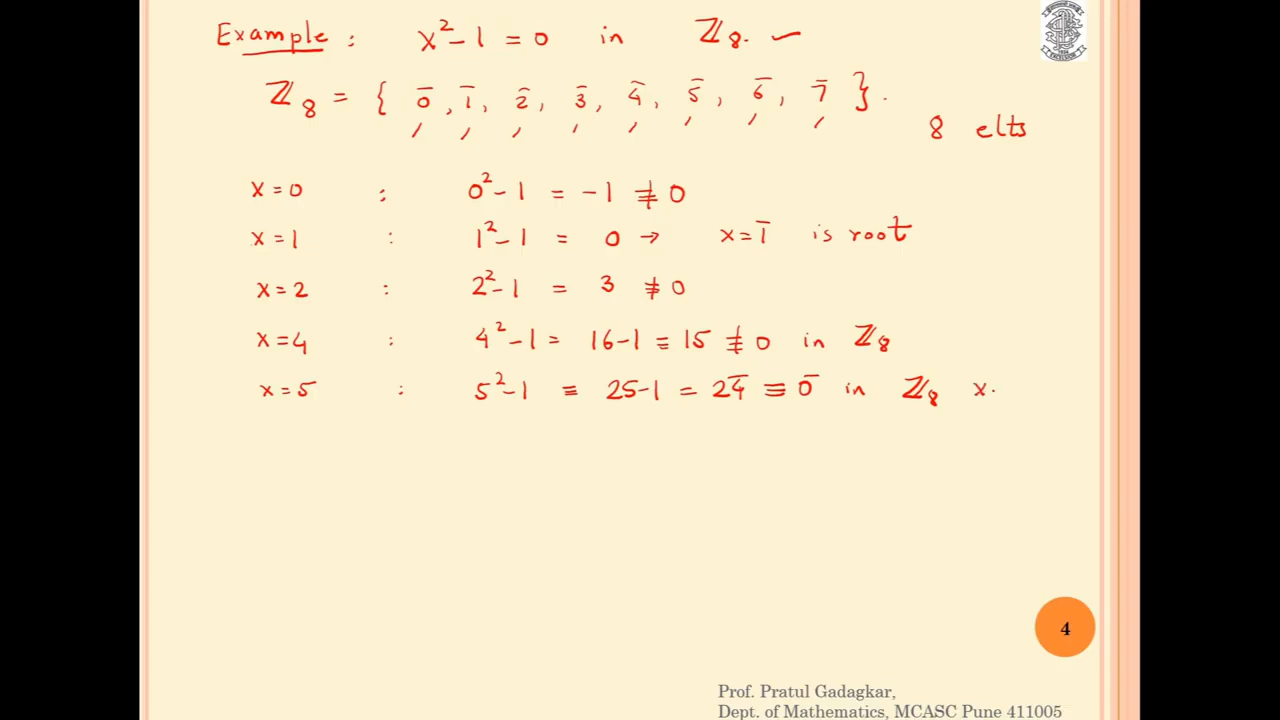 Example : x²-1 = 0 in ℤ₈. ~
ℤ₈ = { 0̄, 1̄, 2̄, 3̄, 4̄, 5̄, 6̄, 7̄ }.
8 elts
x = 0 : 0²-1 = -1 ≢ 0
x = 1 : 1²-1 = 0 → x = 1̄ is root
x = 2 : 2²-1 = 3 ≢ 0
x = 4 : 4²-1 = 16-1 ≡ 15 ≢ 0 in ℤ₈
x = 5 : 5²-1 ≡ 25-1 = 2̄4̄ ≡ 0̄ in ℤ₈ x.
4
Prof. Pratul Gadagkar,
Dept. of Mathematics, MCASC Pune 411005